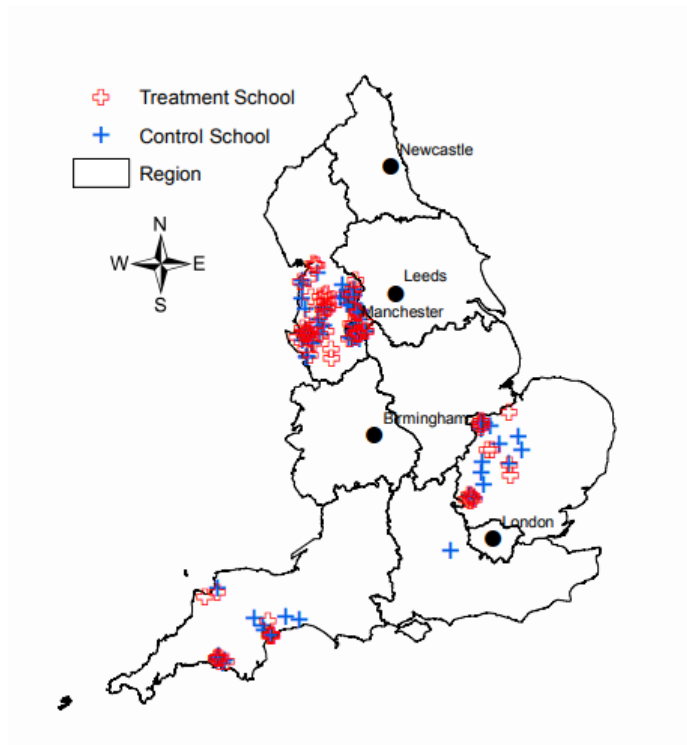 Treatment School
Control School
Region
N
W
E
S
Newcastle
Leeds
Manchester
Birmingham
London